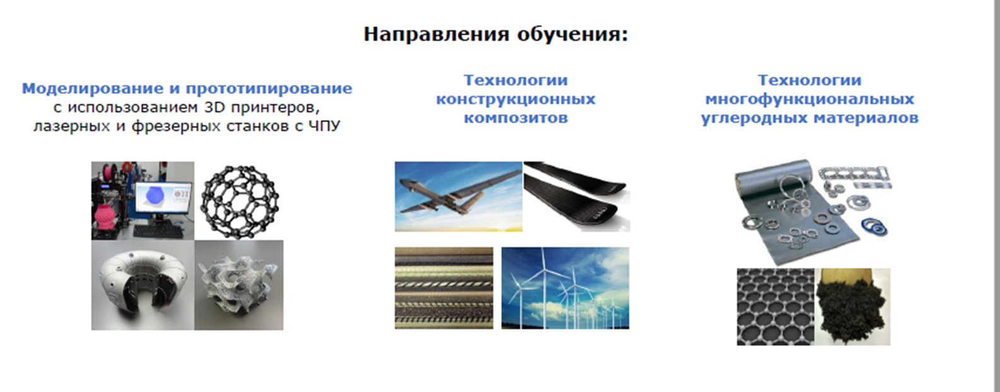 Направления обучения:
Моделирование и прототипирование
с использованием 3D принтеров,
лазерных и фрезерных станков с ЧПУ
Технологии
конструкционных
композитов
Технологии
многофункциональных
углеродных материалов